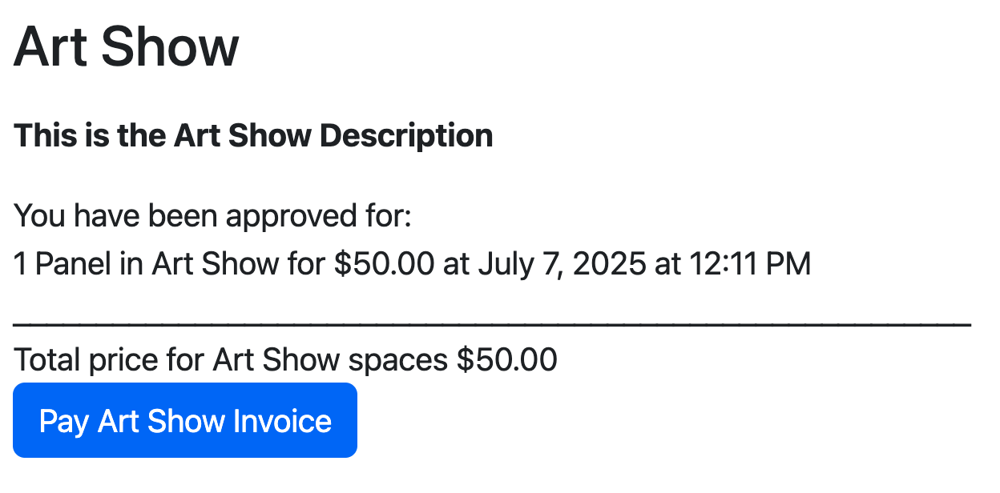 Art Show
This is the Art Show Description
You have been approved for:
1 Panel in Art Show for $50.00 at July 7, 2025 at 12:11 PM
Total price for Art Show spaces $50.00
Pay Art Show Invoice